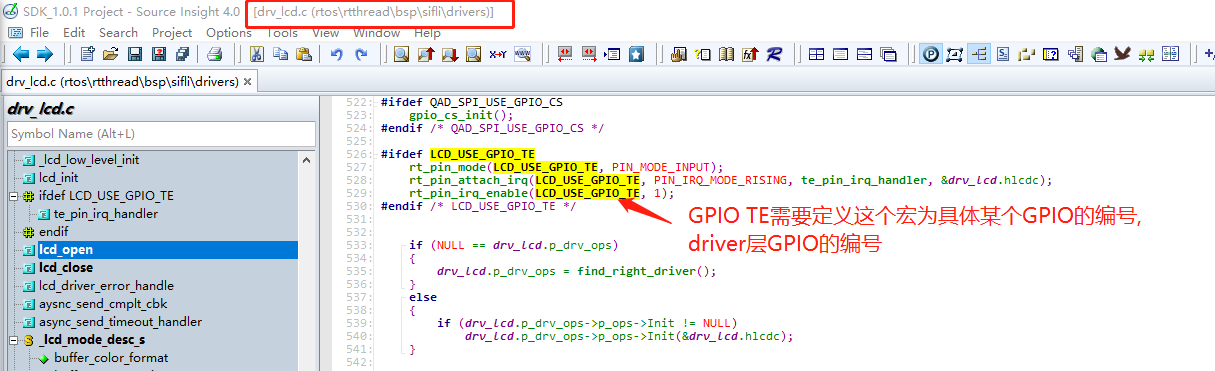 SDK_1.0.1 Project - Source Insight 4.0 - [drv_lcd.c (rtos\rtthread\bsp\sifli\drivers)]
File Edit Search Project Options Tools View Window Help
drv_lcd.c (rtos\rtthread\bsp\sifli\drivers)
drv_lcd.c
Symbol Name (Alt+L)
_lcd_low_level_init
lcd_init
ifdef LCD_USE_GPIO_TE
te_pin_irq_handler
endif
lcd_open
lcd_close
lcd_driver_error_handle
aysnc_send_cmplt_cbk
async_send_timeout_handler
_lcd_mode_desc_s
buffer_color_format
522: #ifdef QAD_SPI_USE_GPIO_CS
523: gpio_cs_init();
524: #endif /* QAD_SPI_USE_GPIO_CS */
525:
526: #ifdef LCD_USE_GPIO_TE
527: rt_pin_mode(LCD_USE_GPIO_TE, PIN_MODE_INPUT);
528: rt_pin_attach_irq(LCD_USE_GPIO_TE, PIN_IRQ_MODE_RISING, te_pin_irq_handler, &drv_lcd.hlcdc);
529: rt_pin_irq_enable(LCD_USE_GPIO_TE, 1);
530: #endif /* LCD_USE_GPIO_TE */
GPIO TE需要定义这个宏为具体某个GPIO的编号,
driver层GPIO的编号
531:
532:
533: if (NULL == drv_lcd.p_drv_ops)
534: {
535: drv_lcd.p_drv_ops = find_right_driver();
536: }
537: else
538: {
539: if (drv_lcd.p_drv_ops->p_ops->Init != NULL)
540: drv_lcd.p_drv_ops->p_ops->Init(&drv_lcd.hlcdc);
541: }
542: